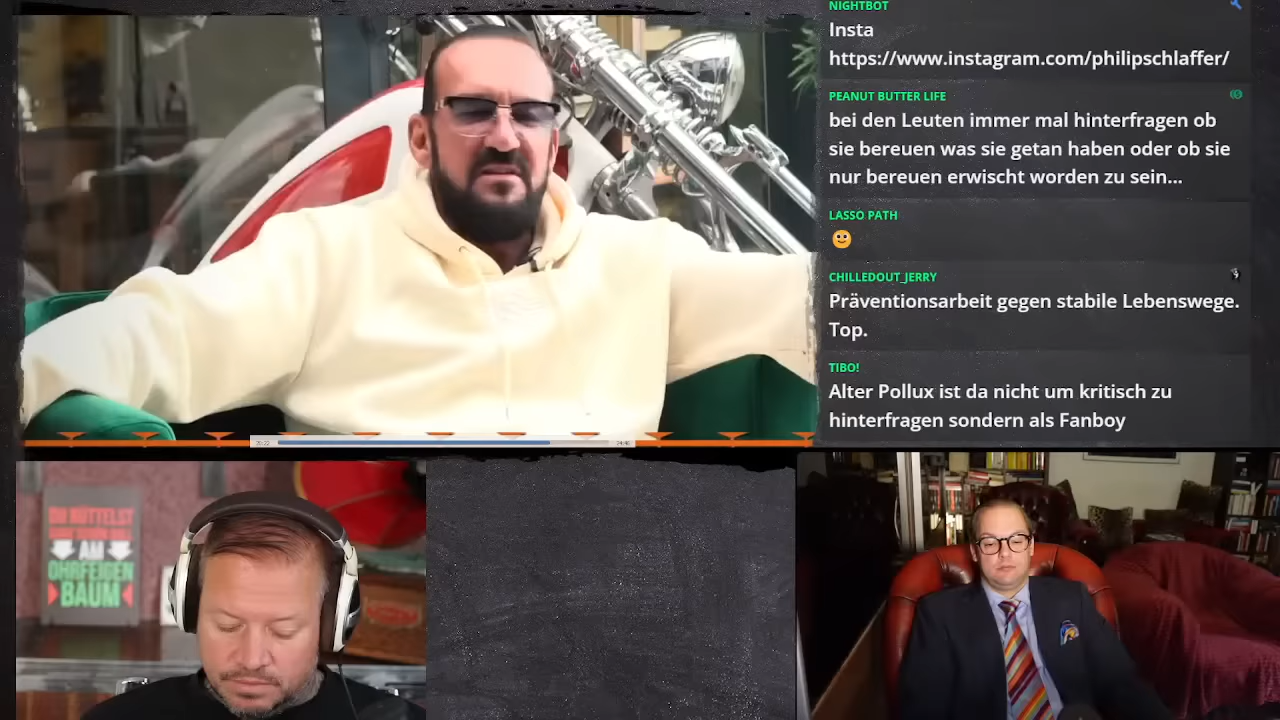 NIGHTBOT
Insta
https://www.instagram.com/philipschlaffer/
PEANUT BUTTER LIFE
bei den Leuten immer mal hinterfragen ob
sie bereuen was sie getan haben oder ob sie
nur bereuen erwischt worden zu sein...
LASSO PATH
CHILLEDOUT_JERRY
Präventionsarbeit gegen stabile Lebenswege.
Top.
TIBO!
Alter Pollux ist da nicht um kritisch zu
hinterfragen sondern als Fanboy
DU RÜTTELST
AM
OHRFEIGEN
BAUM